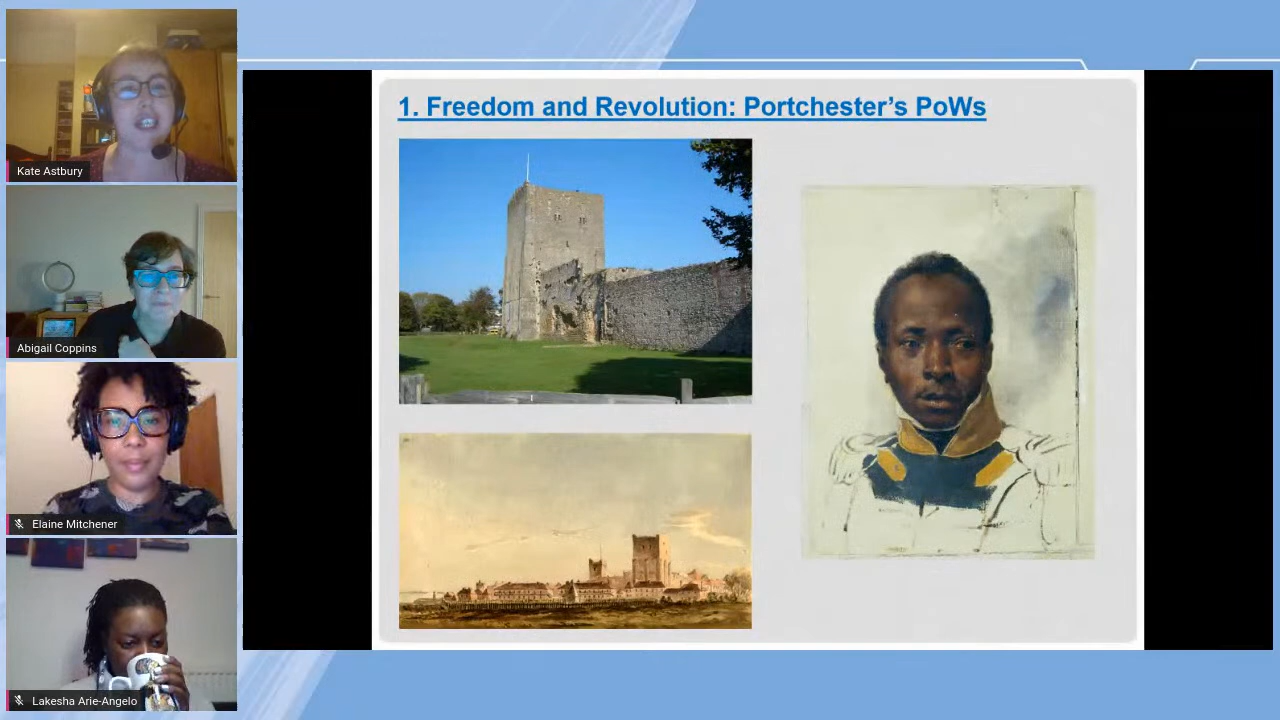 Kate Astbury
Abigail Coppins
Elaine Mitchener
Lakesha Arie-Angelo
1. Freedom and Revolution: Portchester’s PoWs